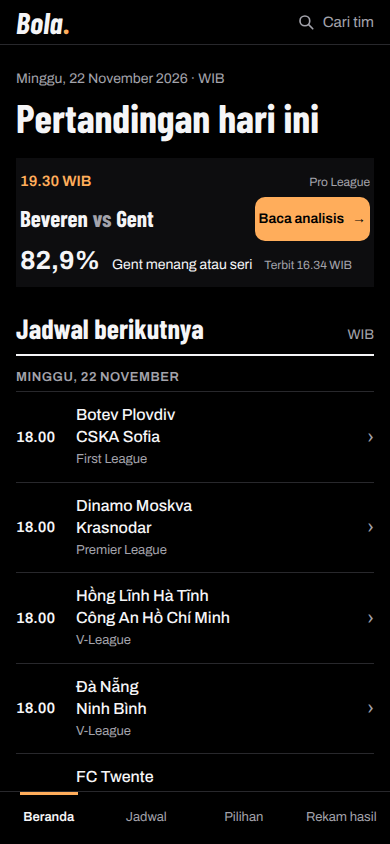 Bola.
Cari tim
Minggu, 22 November 2026 · WIB
Pertandingan hari ini
19.30 WIB
Pro League
Beveren vs Gent
Baca analisis →
82,9% Gent menang atau seri Terbit 16.34 WIB
Jadwal berikutnya
WIB
MINGGU, 22 NOVEMBER
Botev Plovdiv
18.00 CSKA Sofia ›
First League
Dinamo Moskva
18.00 Krasnodar ›
Premier League
Hồng Lĩnh Hà Tĩnh
18.00 Công An Hồ Chí Minh ›
V-League
Đà Nẵng
18.00 Ninh Bình ›
V-League
FC Twente
Beranda Jadwal Pilihan Rekam hasil